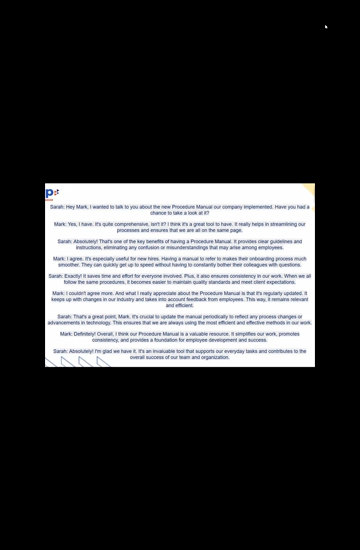 p:
Sarah: Hey Mark, I wanted to talk to you about the new Procedure Manual our company implemented. Have you had a
chance to take a look at it?
Mark: Yes, I have. It's quite comprehensive, isn't it? I think it's a great tool to have. It really helps in streamlining our
processes and ensures that we are all on the same page.
Sarah: Absolutely! That's one of the key benefits of having a Procedure Manual. It provides clear guidelines and
instructions, eliminating any confusion or misunderstandings that may arise among employees.
Mark: I agree. It's especially useful for new hires. Having a manual to refer to makes their onboarding process much
smoother. They can quickly get up to speed without having to constantly bother their colleagues with questions.
Sarah: Exactly! It saves time and effort for everyone involved. Plus, it also ensures consistency in our work. When we all
follow the same procedures, it becomes easier to maintain quality standards and meet client expectations.
Mark: I couldn't agree more. And what I really appreciate about the Procedure Manual is that it's regularly updated. It
keeps up with changes in our industry and takes into account feedback from employees. This way, it remains relevant
and efficient.
Sarah: That's a great point, Mark. It's crucial to update the manual periodically to reflect any process changes or
advancements in technology. This ensures that we are always using the most efficient and effective methods in our work.
Mark: Definitely! Overall, I think our Procedure Manual is a valuable resource. It simplifies our work, promotes
consistency, and provides a foundation for employee development and success.
Sarah: Absolutely! I'm glad we have it. It's an invaluable tool that supports our everyday tasks and contributes to the
overall success of our team and organization.